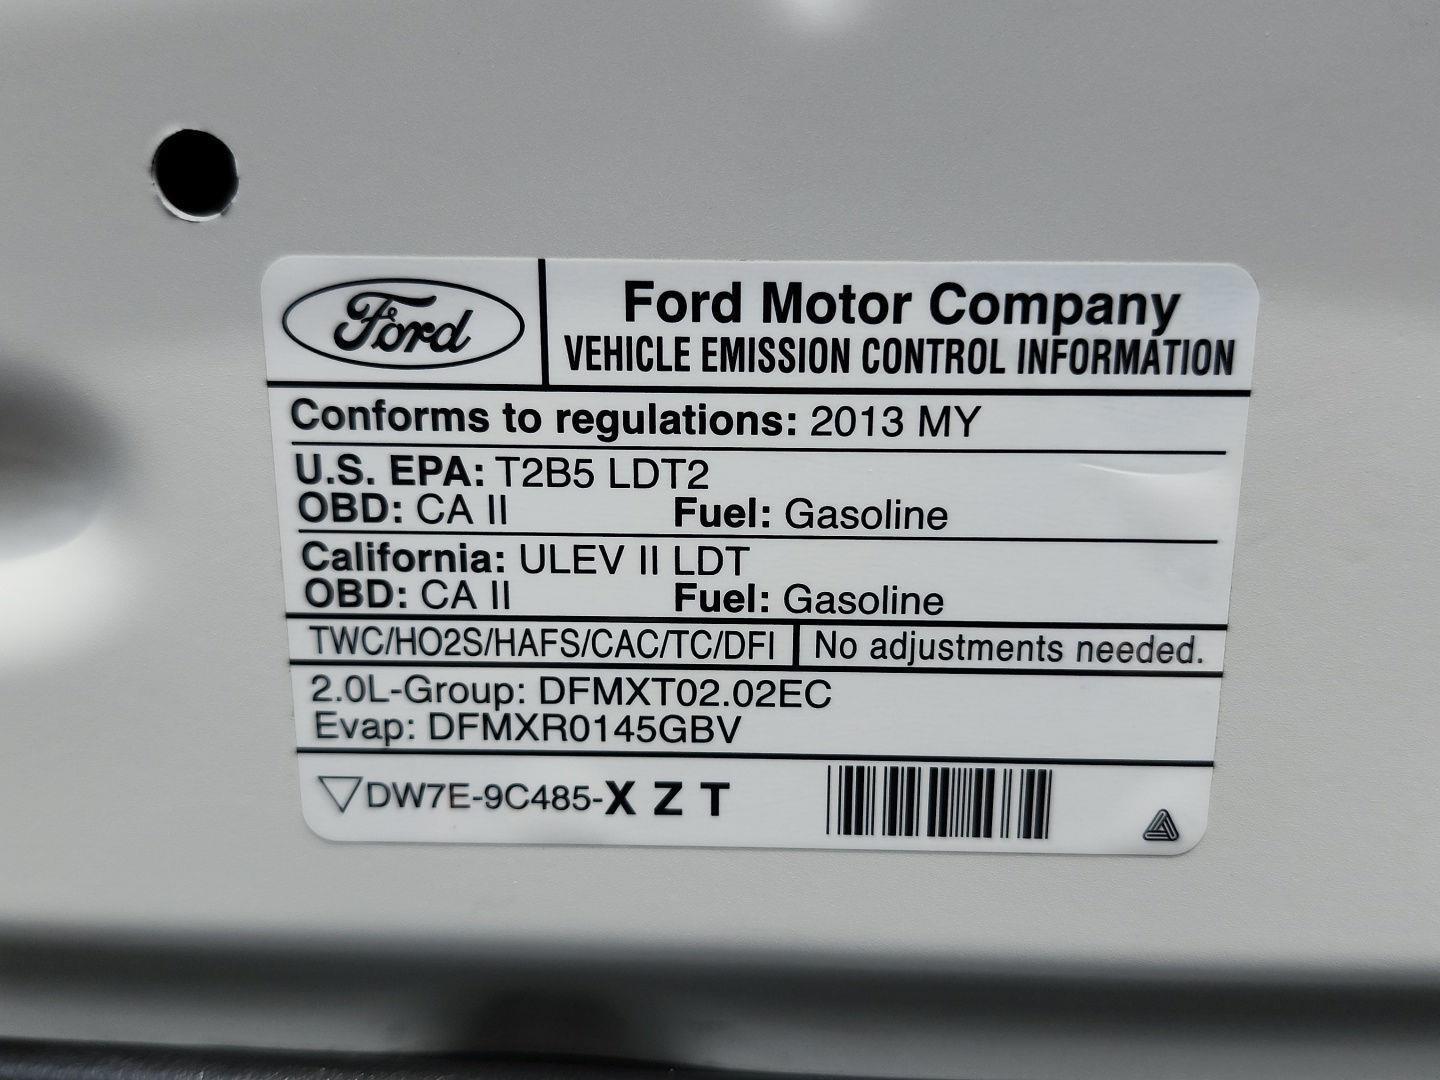 Ford
Ford Motor Company
VEHICLE EMISSION CONTROL INFORMATION
Conforms to regulations: 2013 MY
U.S. EPA: T2B5 LDT2
OBD: CA II Fuel: Gasoline
California: ULEV II LDT
OBD: CA II Fuel: Gasoline
TWC/HO2S/HAFS/CAC/TC/DFI No adjustments needed.
2.0L-Group: DFMXT02.02EC
Evap: DFMXR0145GBV
▽DW7E-9C485-X Z T